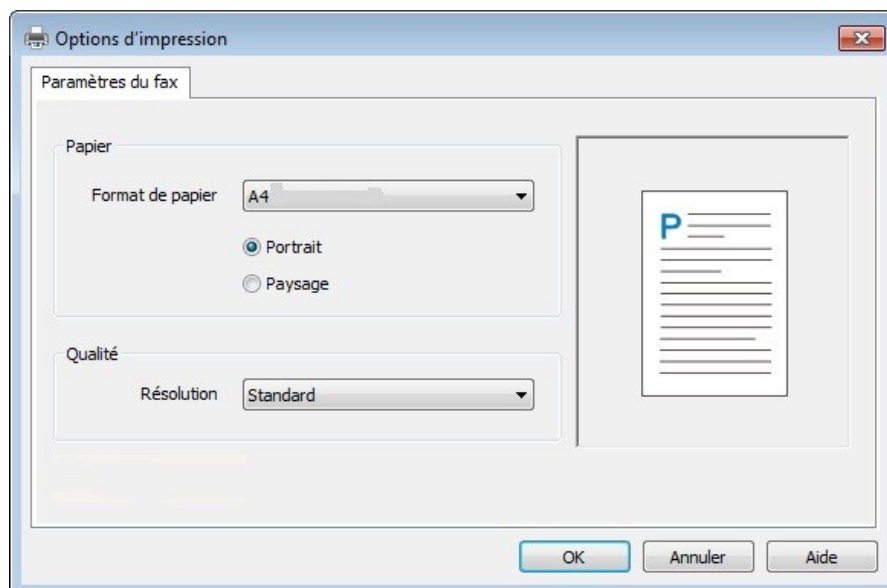 Options d'impression
Paramètres du fax
Papier
Format de papier A4
Portrait
Paysage
Qualité
Résolution Standard
P
OK Annuler Aide